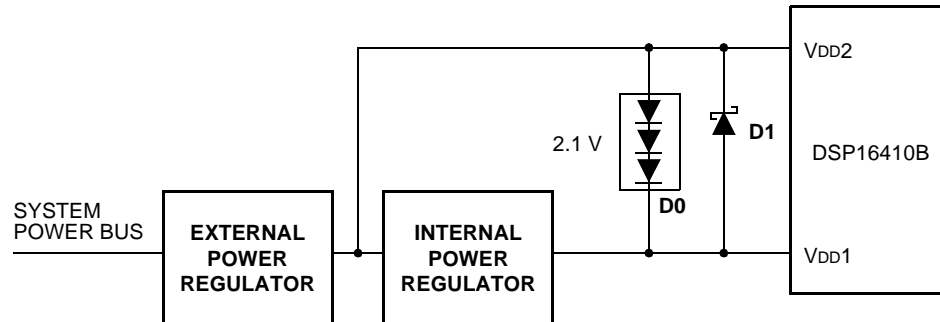 VDD2
2.1 V
D1
DSP16410B
D0
SYSTEM
POWER BUS
EXTERNAL
POWER
REGULATOR
INTERNAL
POWER
REGULATOR
VDD1